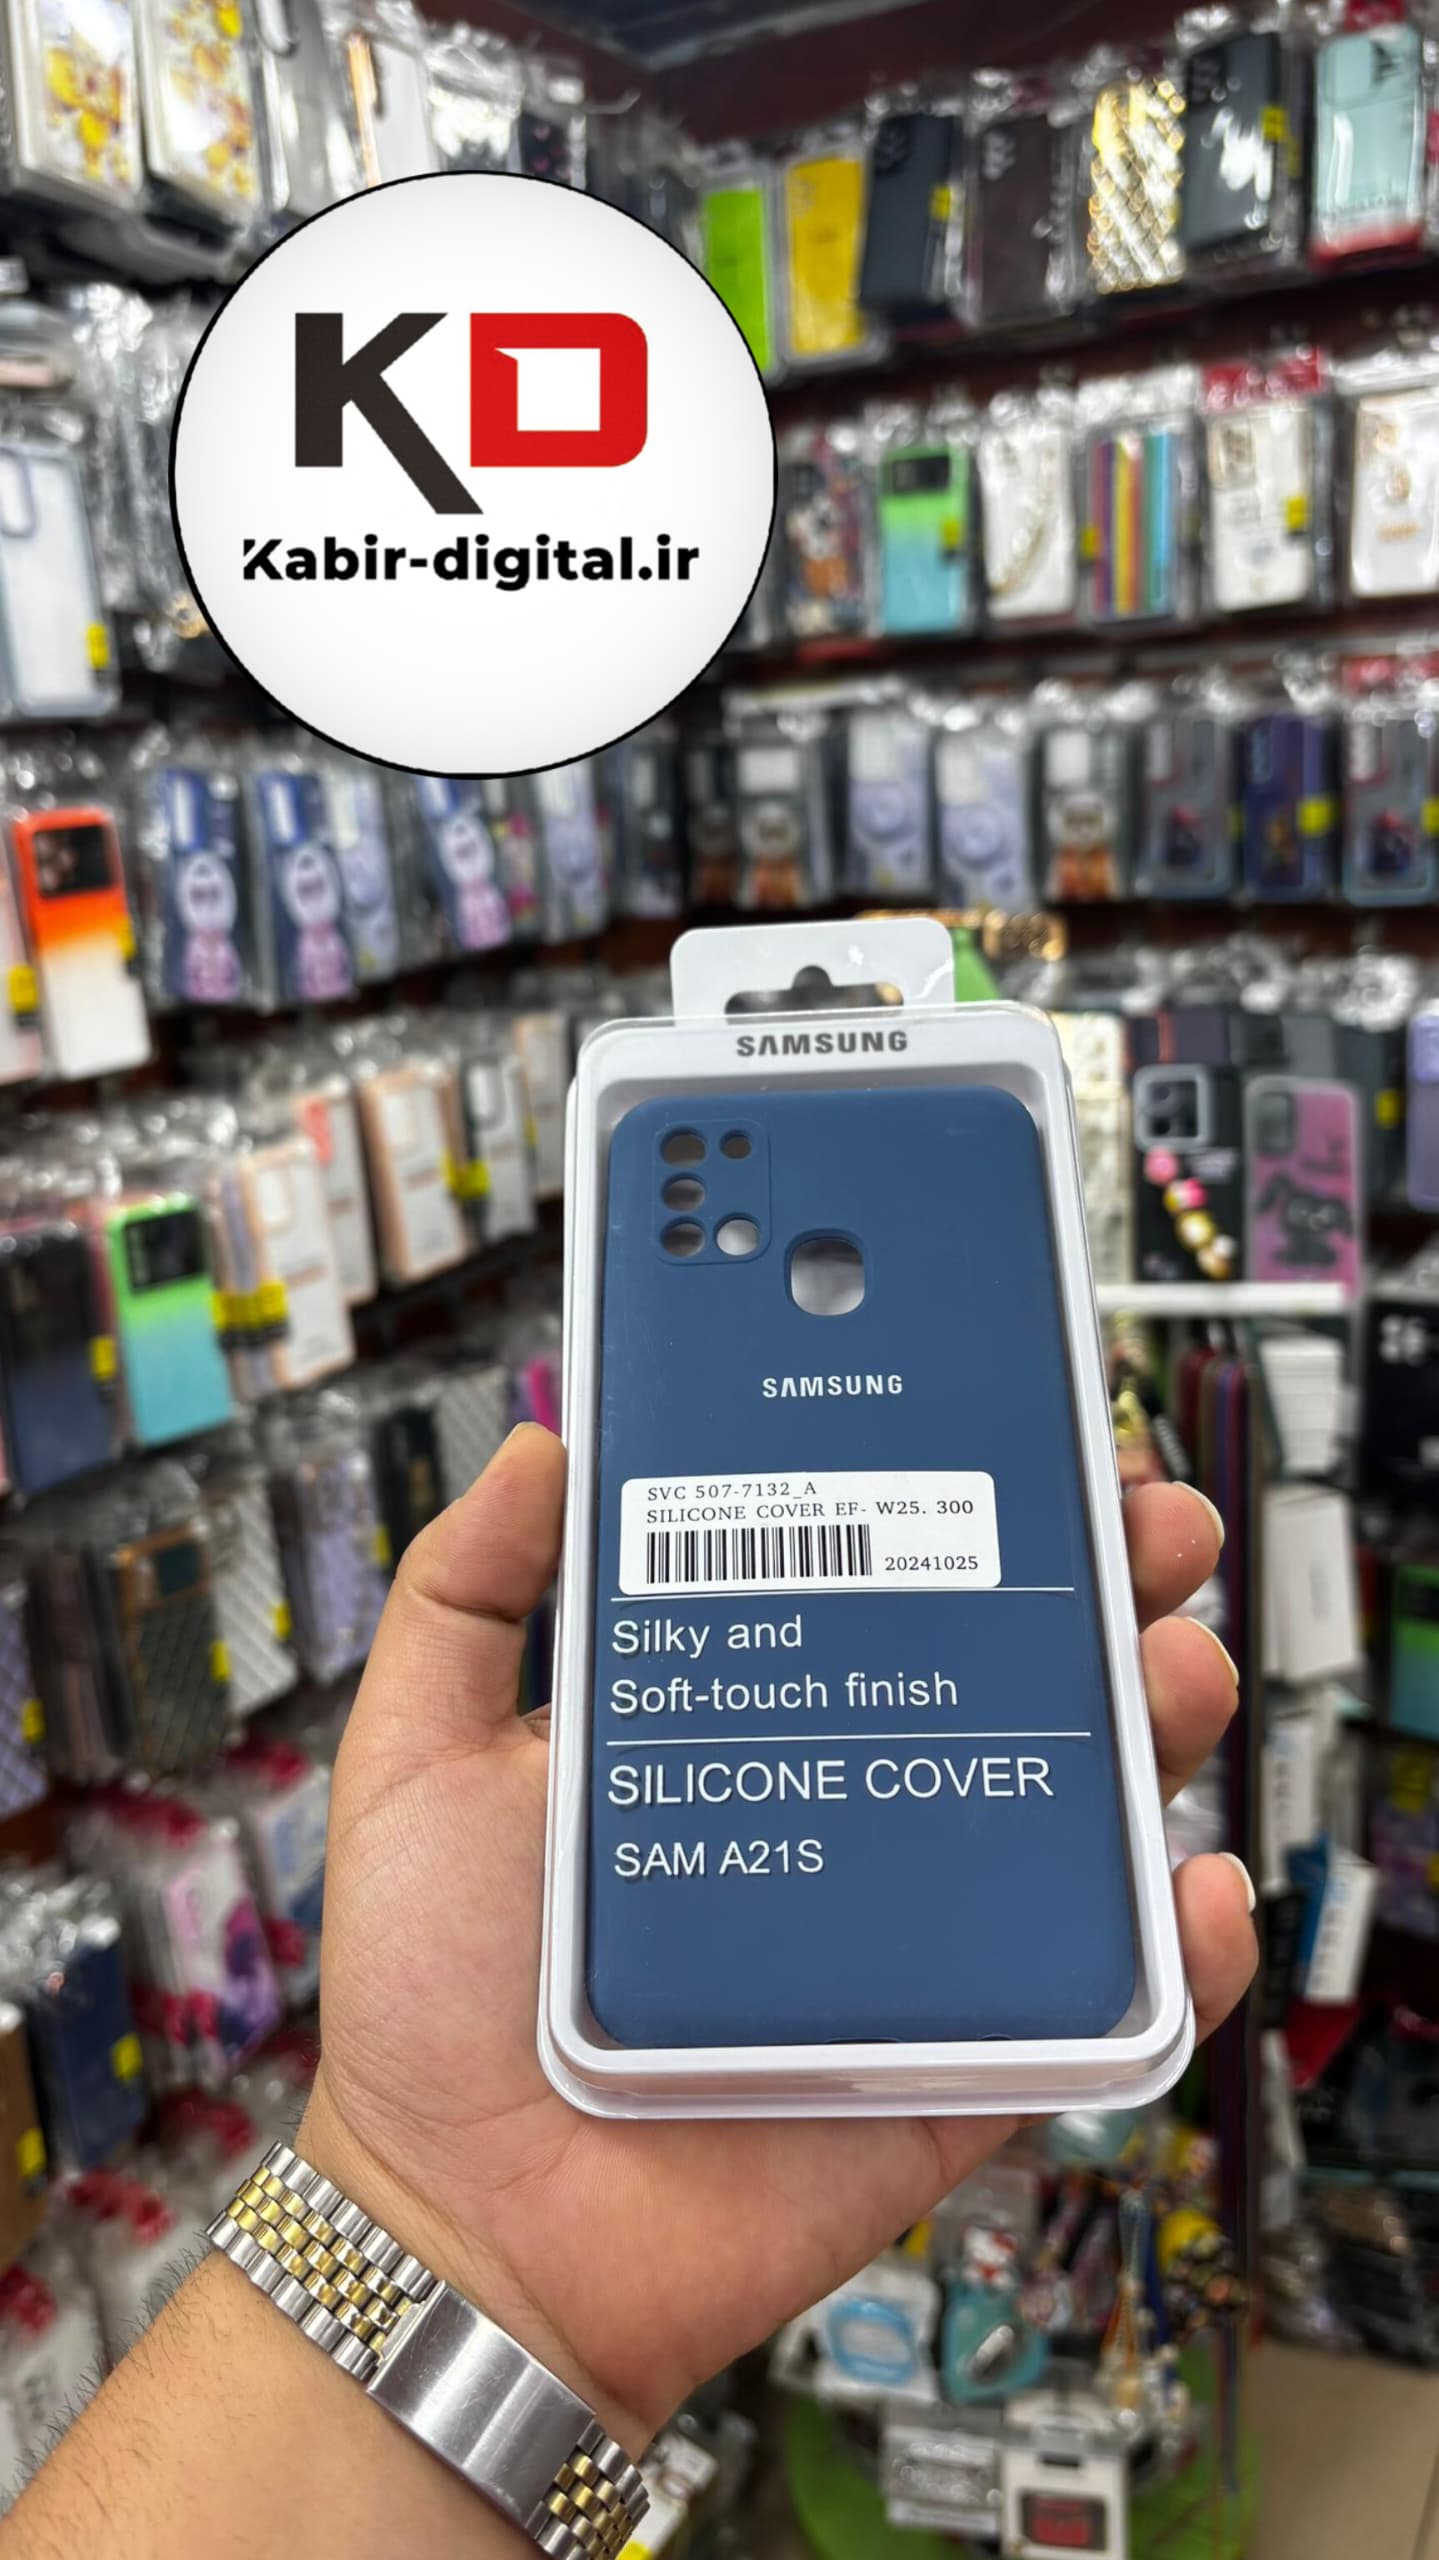 KD
Kabir-digital.ir
SAMSUNG
SAMSUNG
SVC 507-7132_A
SILICONE COVER EF- W25. 300
20241025
Silky and
Soft-touch finish
SILICONE COVER
SAM A21S